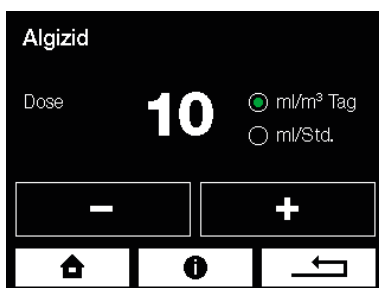 Algizid
Dose
10
ml/m³ Tag
ml/Std.
− +